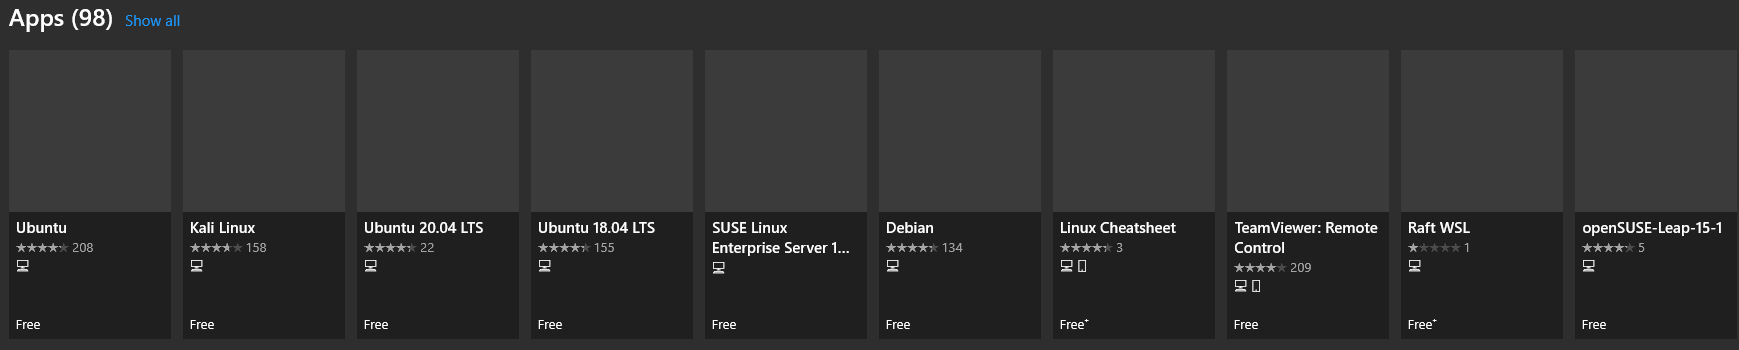 Apps (98) Show all
Ubuntu
208
Free
Kali Linux
158
Free
Ubuntu 20.04 LTS
22
Free
Ubuntu 18.04 LTS
155
Free
SUSE Linux
Enterprise Server 1...
Free
Debian
134
Free
Linux Cheatsheet
3
Free+
TeamViewer: Remote
Control
209
Free
Raft WSL
1
Free+
openSUSE-Leap-15-1
5
Free